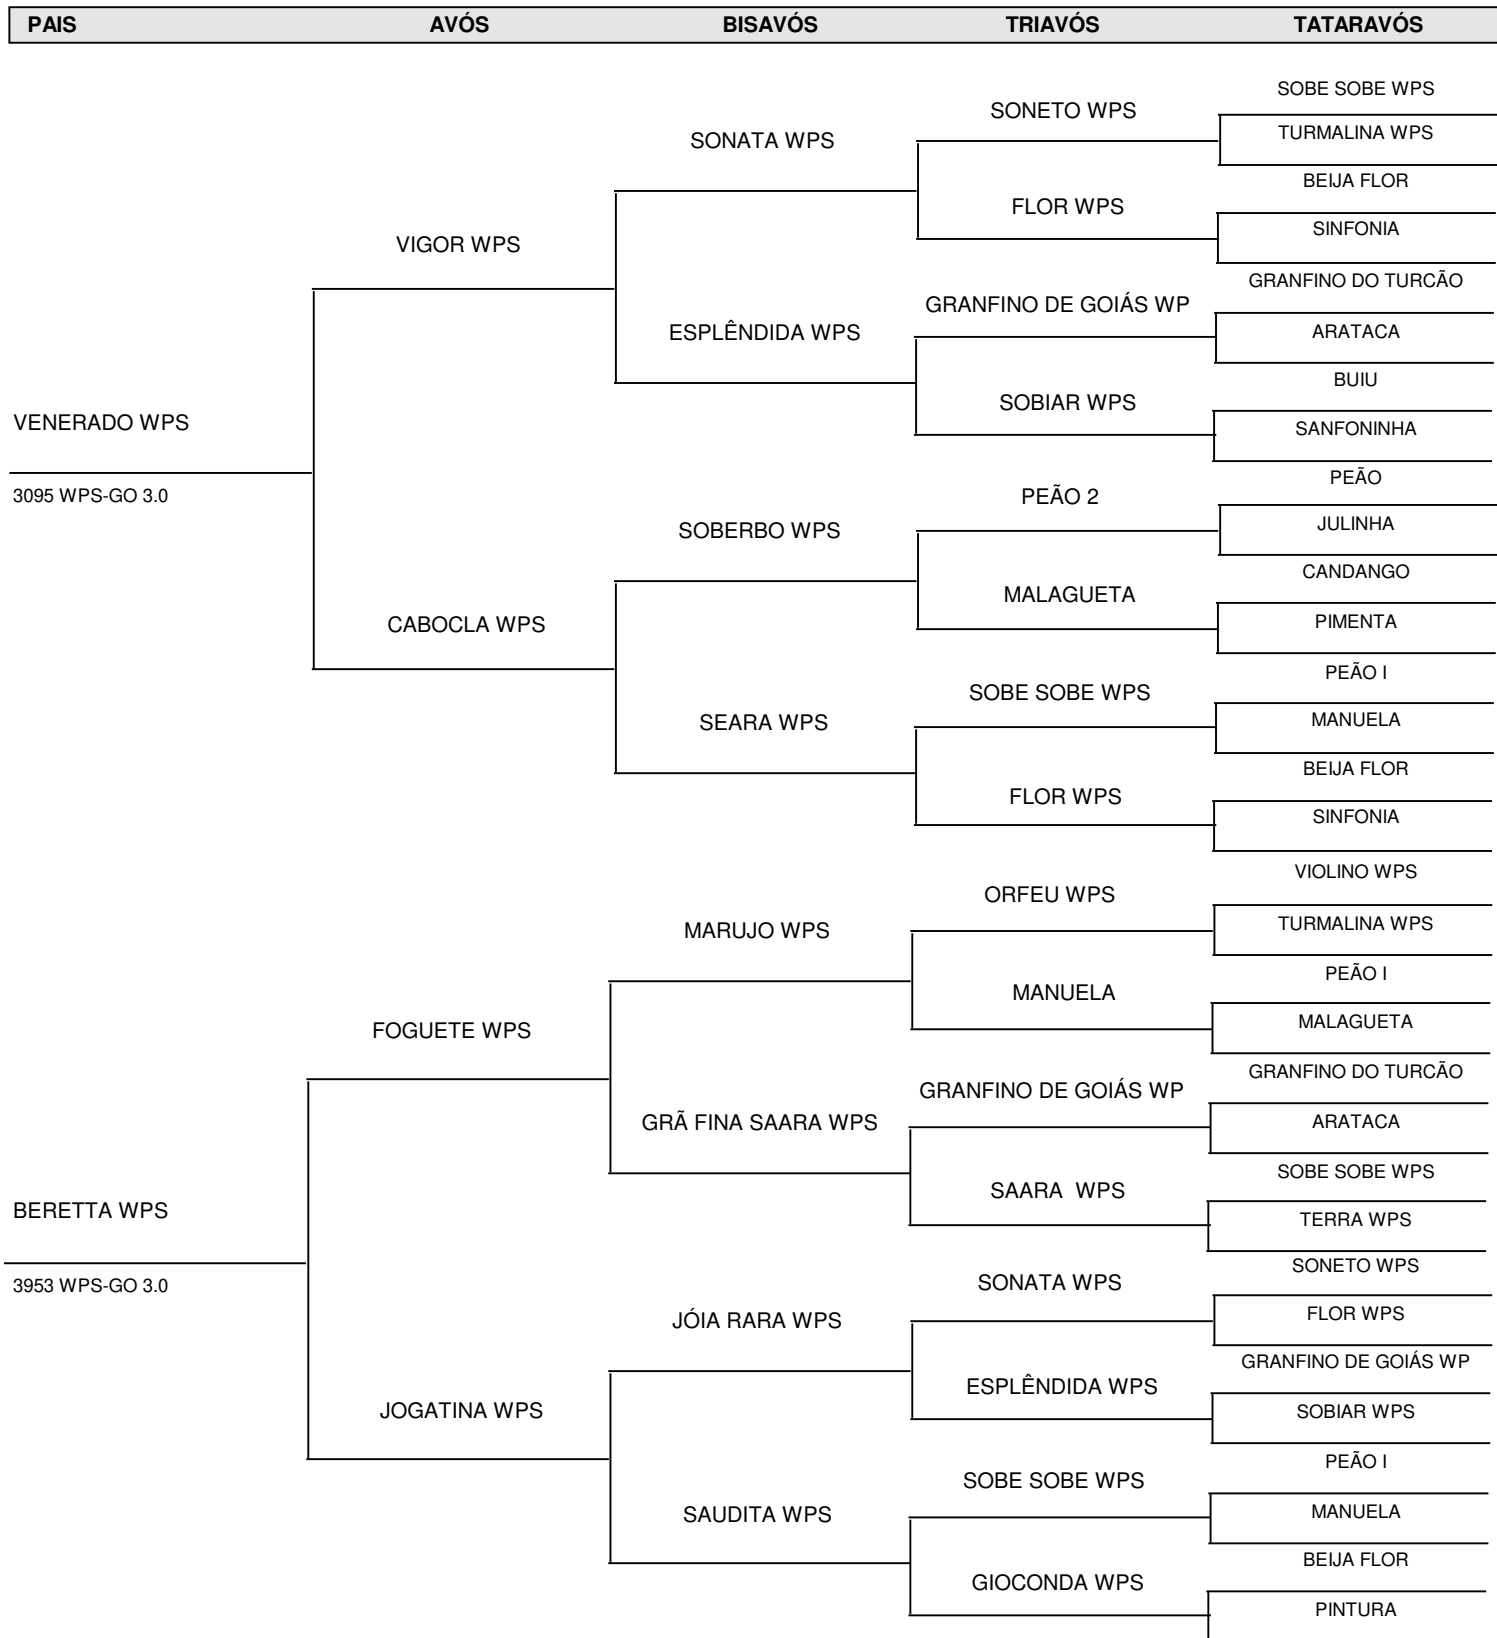 PAIS AVÓS BISAVÓS TRIAVÓS TATARAVÓS
SOBE SOBE WPS
SONETO WPS
TURMALINA WPS
SONATA WPS
BEIJA FLOR
FLOR WPS
SINFONIA
VIGOR WPS
GRANFINO DO TURCÃO
GRANFINO DE GOIÁS WP
ESPLÊNDIDA WPS
ARATACA
BUIU
SOBIAR WPS
VENERADO WPS
SANFONINHA
PEÃO
3095 WPS-GO 3.0
PEÃO 2
JULINHA
SOBERBO WPS
CANDANGO
MALAGUETA
CABOCLA WPS
PIMENTA
PEÃO I
SOBE SOBE WPS
SEARA WPS
MANUELA
BEIJA FLOR
FLOR WPS
SINFONIA
VIOLINO WPS
ORFEU WPS
MARUJO WPS
TURMALINA WPS
PEÃO I
MANUELA
FOGUETE WPS
MALAGUETA
GRANFINO DO TURCÃO
GRANFINO DE GOIÁS WP
GRÃ FINA SAARA WPS
ARATACA
SOBE SOBE WPS
SAARA  WPS
BERETTA WPS
TERRA WPS
SONETO WPS
3953 WPS-GO 3.0
SONATA WPS
JÓIA RARA WPS
FLOR WPS
GRANFINO DE GOIÁS WP
ESPLÊNDIDA WPS
JOGATINA WPS
SOBIAR WPS
PEÃO I
SOBE SOBE WPS
SAUDITA WPS
MANUELA
BEIJA FLOR
GIOCONDA WPS
PINTURA